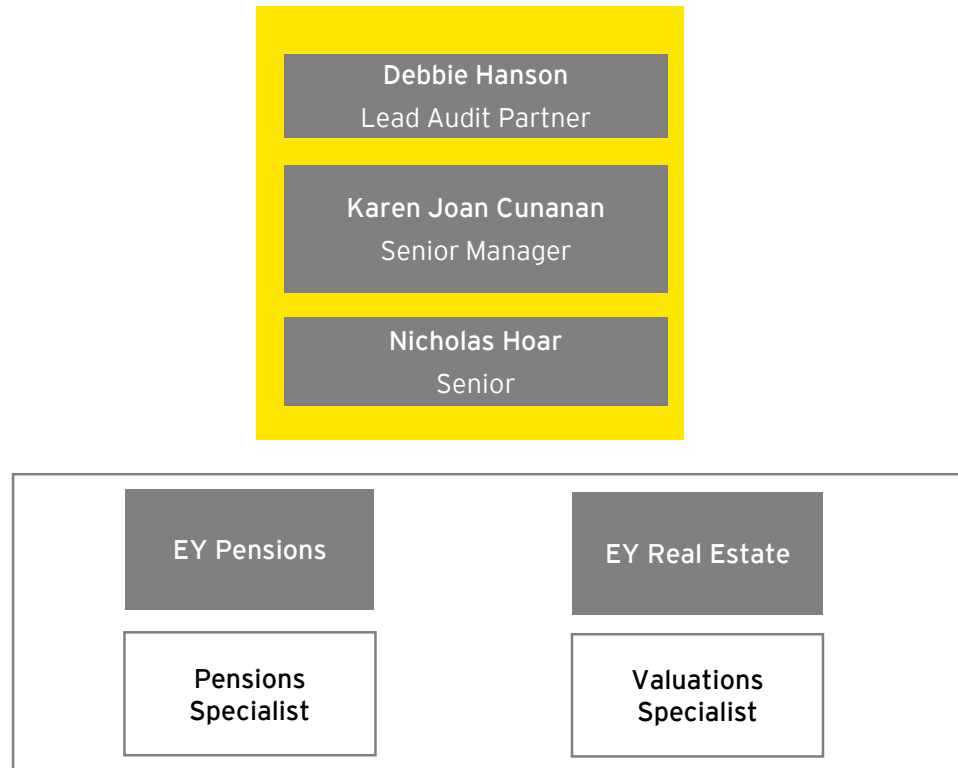 Debbie Hanson
Lead Audit Partner
Karen Joan Cunanan
Senior Manager
Nicholas Hoar
Senior
EY Pensions
EY Real Estate
Pensions
Specialist
Valuations
Specialist